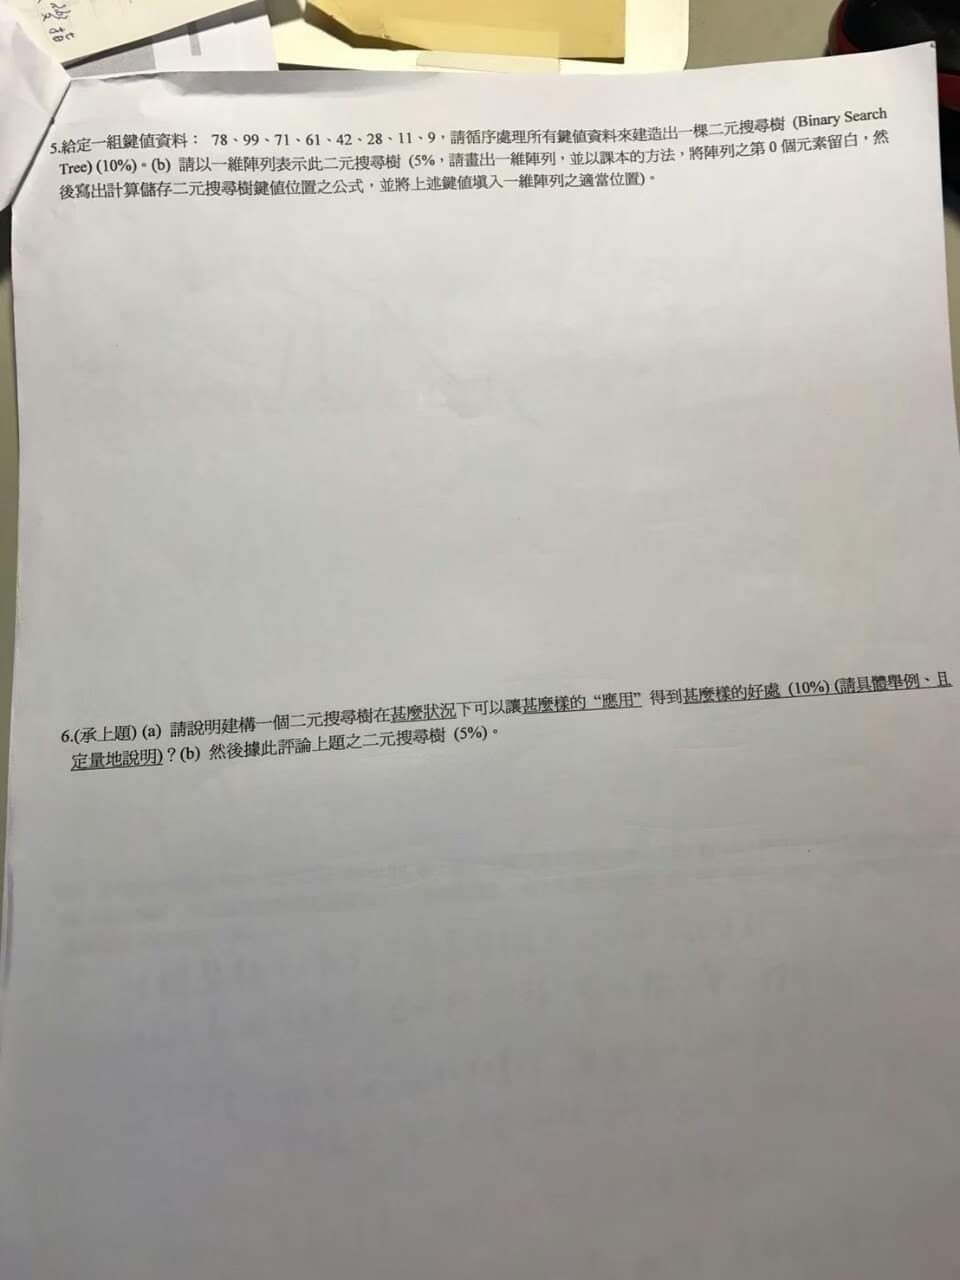 5.給定一組鍵值資料： 78、99、71、61、42、28、11、9，請循序處理所有鍵值資料來建造出一棵二元搜尋樹 (Binary Search
Tree) (10%)。(b) 請以一維陣列表示此二元搜尋樹 (5%，請畫出一維陣列，並以課本的方法，將陣列之第 0 個元素留白，然
後寫出計算儲存二元搜尋樹鍵值位置之公式，並將上述鍵值填入一維陣列之適當位置)。
6.(承上題) (a) 請說明建構一個二元搜尋樹在甚麼狀況下可以讓甚麼樣的 “應用” 得到甚麼樣的好處 (10%) (請具體舉例、且
定量地說明)？(b) 然後據此評論上題之二元搜尋樹 (5%)。